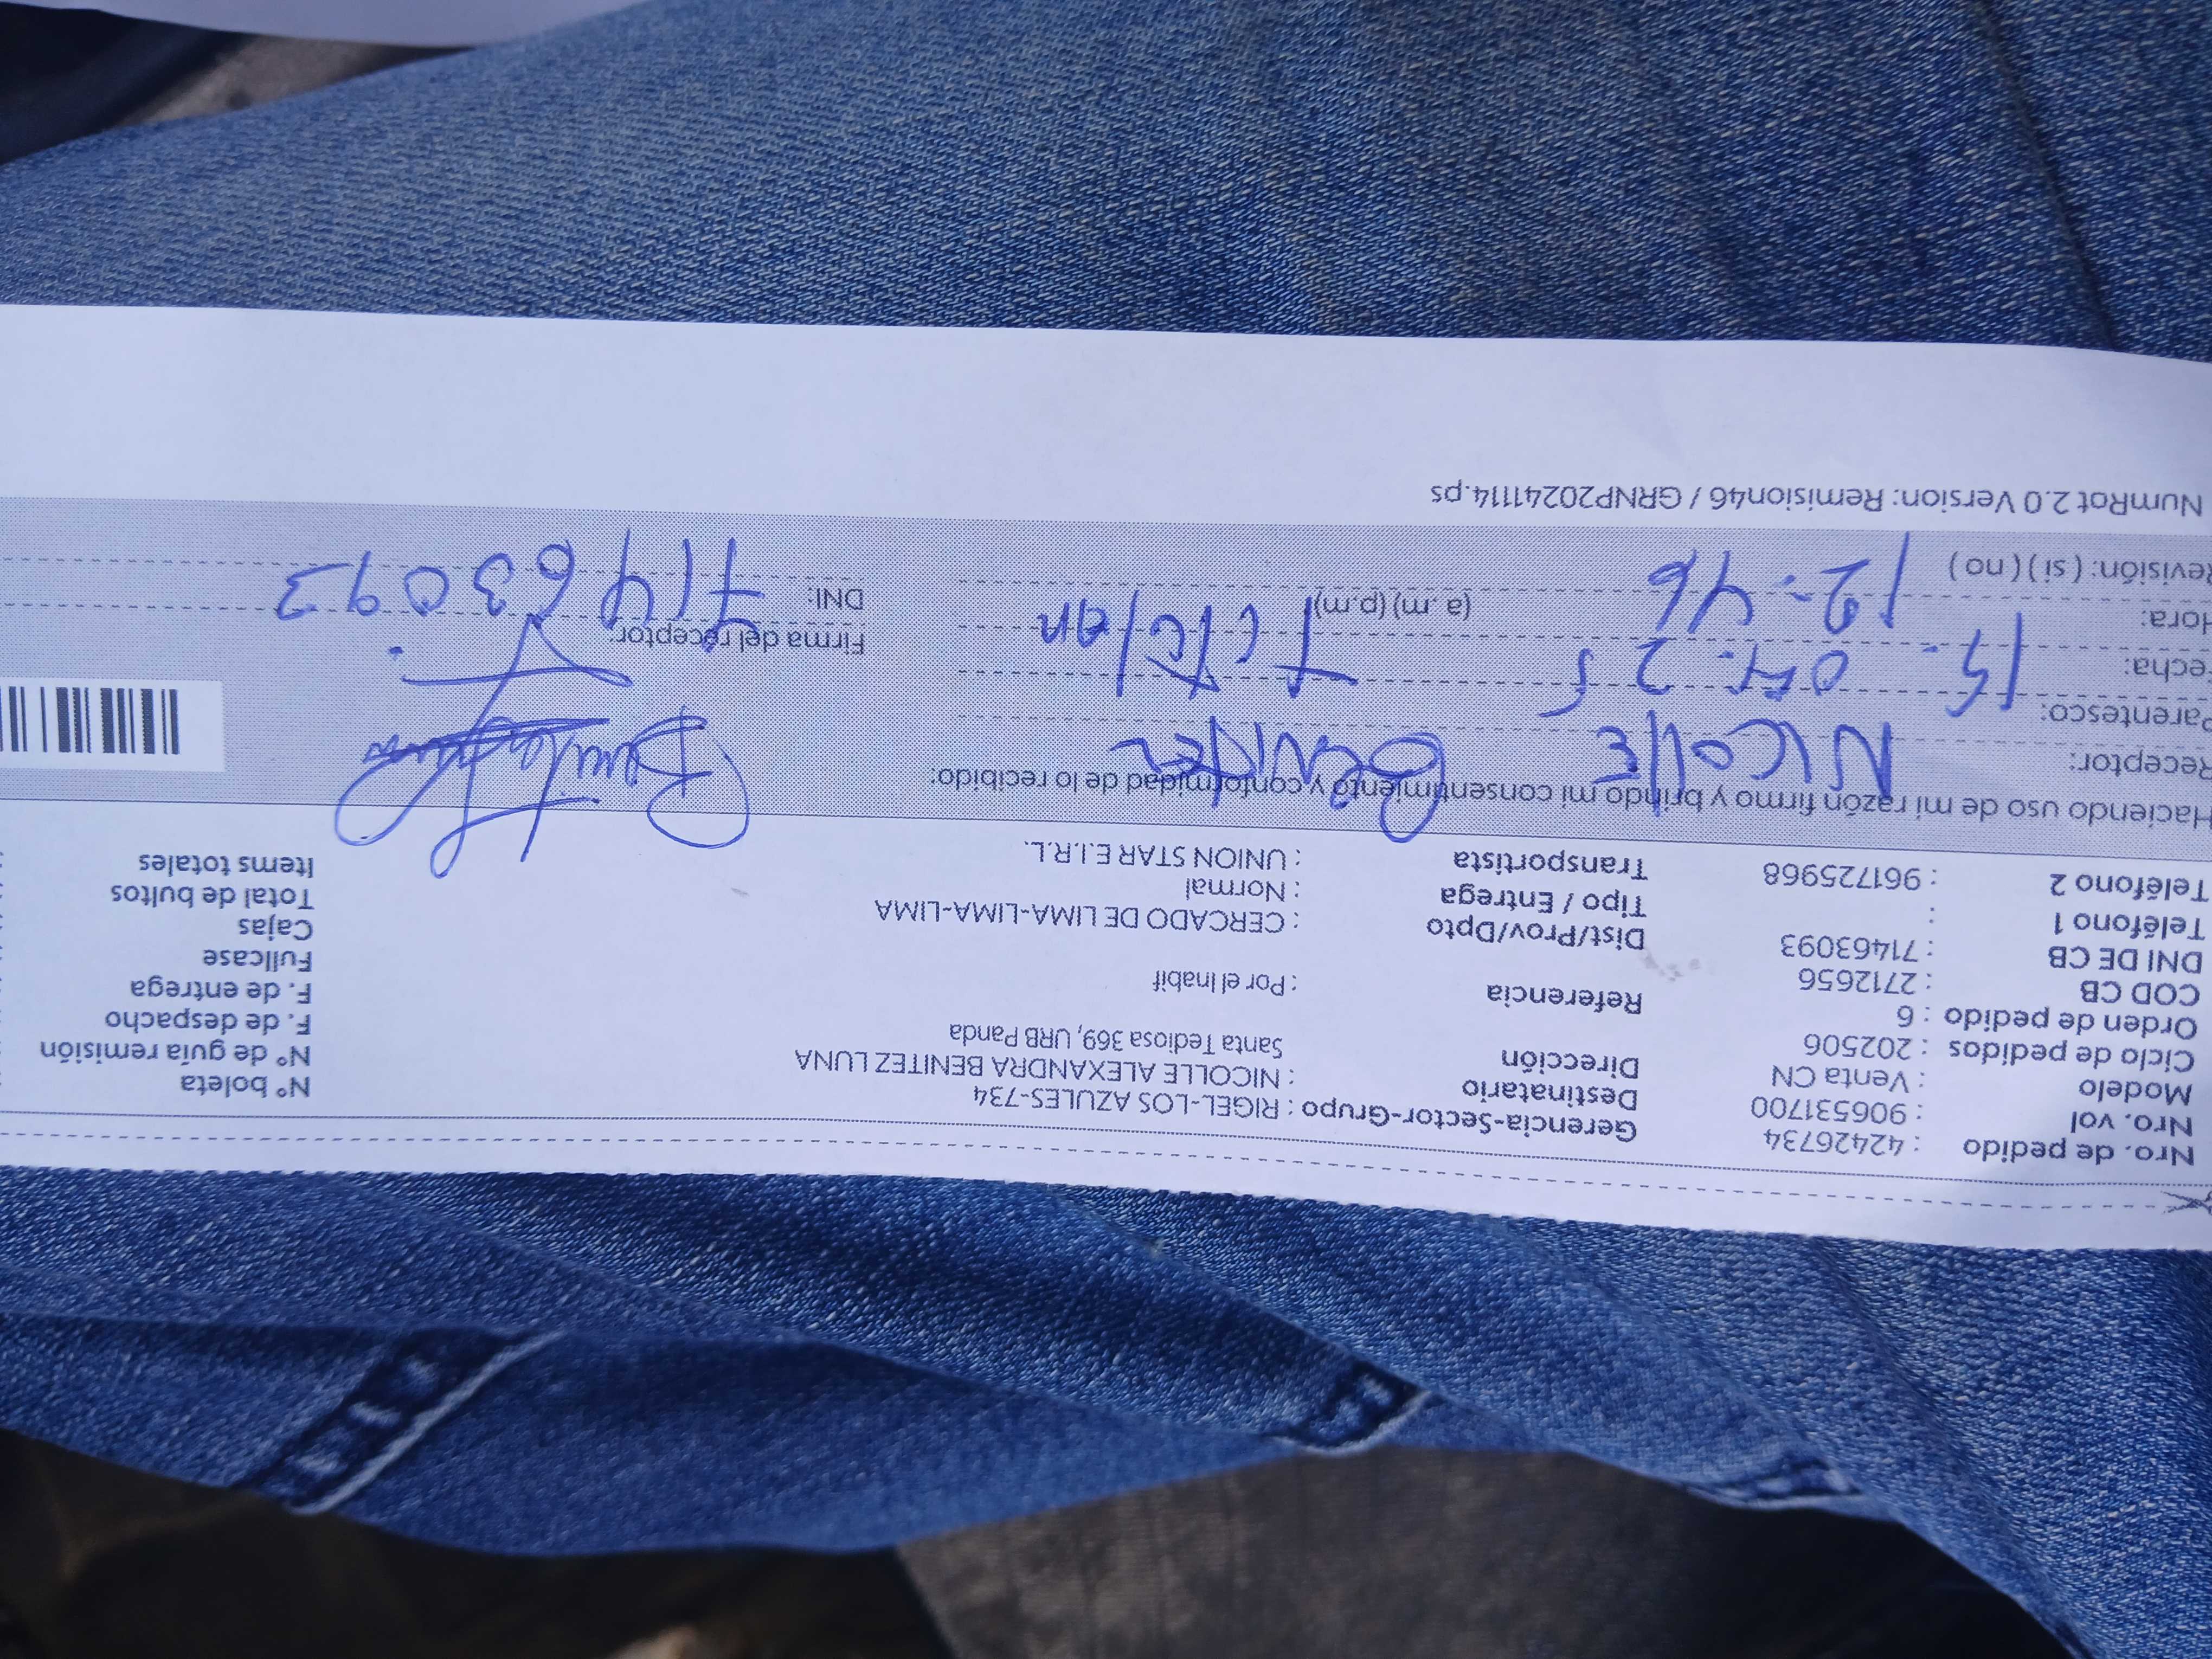 Nro. de pedido : 42426734 Gerencia-Sector-Grupo : RIGEL-LOS AZULES-734 N° boleta
Nro. vol : 906531700 Destinatario : NICOLLE ALEXANDRA BENITEZ LUNA N° de guía remisión
Modelo : Venta CN Dirección Santa Tediosa 369, URB Panda F. de despacho
Ciclo de pedidos : 202506 F. de entrega
Orden de pedido : 6 Referencia : Por el Inabif Fullcase
COD CB : 2712656 Cajas
DNI DE CB : 71463093 Dist/Prov/Dpto : CERCADO DE LIMA-LIMA-LIMA Total de bultos
Teléfono 1 : Tipo / Entrega : Normal Items totales
Teléfono 2 : 961725968 Transportista : UNION STAR E.I.R.L.
Haciendo uso de mi razón firmo y brindo mi consentimiento y conformidad de lo recibido:
Receptor: Nicolle Benitez
Parentesco: Titular
Fecha: 15-07-25 Firma del receptor:
Hora: 12-46 (a.m) (p.m) DNI: 71463093
Revisión: ( si ) ( no )
NumRot 2.0 Version: Remision46 / GRNP20241114.ps